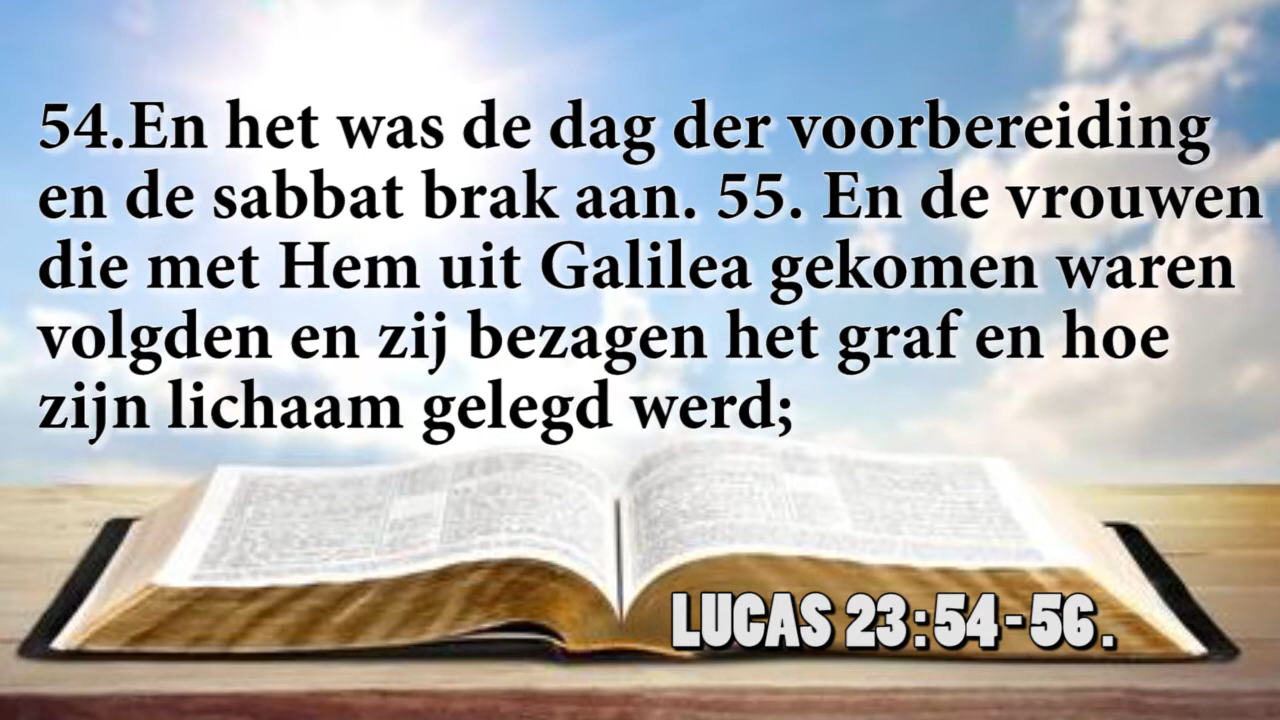 54.En het was de dag der voorbereiding
en de sabbat brak aan. 55. En de vrouwen
die met Hem uit Galilea gekomen waren
volgden en zij bezagen het graf en hoe
zijn lichaam gelegd werd;
LUCAS 23:54-56.